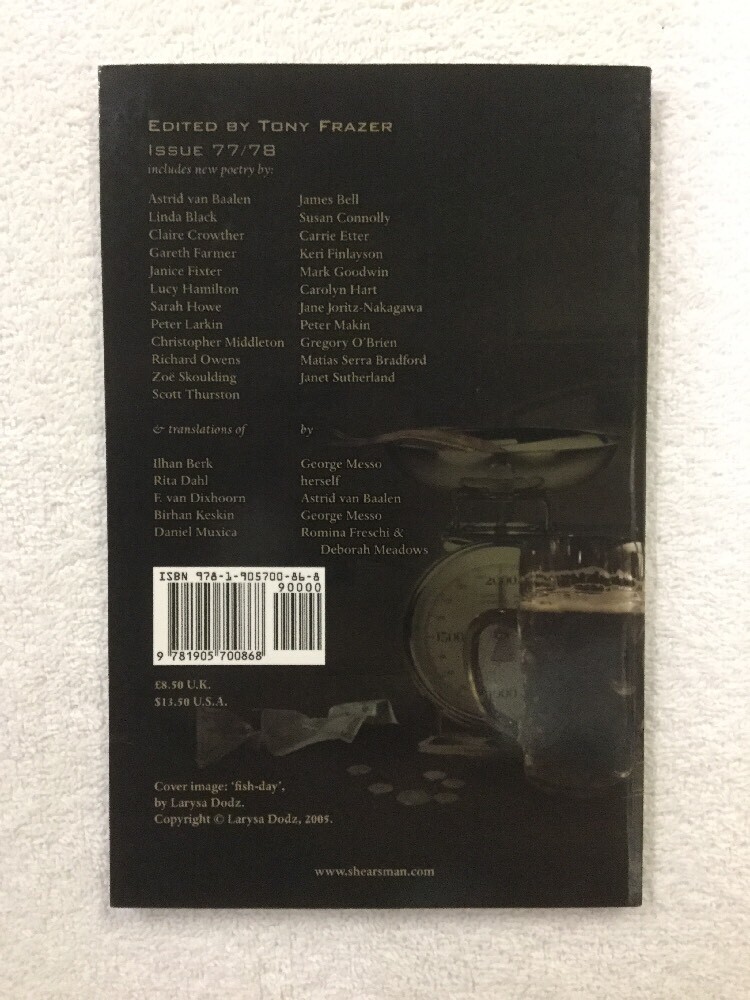 EDITED BY TONY FRAZER
ISSUE 77/78
includes new poetry by:
Astrid van Baalen
Linda Black
Claire Crowther
Gareth Farmer
Janice Fixter
Lucy Hamilton
Sarah Howe
Peter Larkin
Christopher Middleton
Richard Owens
Zoë Skoulding
Scott Thurston
James Bell
Susan Connolly
Carrie Etter
Keri Finlayson
Mark Goodwin
Carolyn Hart
Jane Joritz-Nakagawa
Peter Makin
Gregory O'Brien
Matias Serra Bradford
Janet Sutherland
& translations of by
Ilhan Berk George Messo
Rita Dahl herself
F. van Dixhoorn Astrid van Baalen
Birhan Keskin George Messo
Daniel Muxica Romina Freschi &
Deborah Meadows
ISBN 978-1-905700-86-8
90000
9 781905 700868
£8.50 U.K.
$13.50 U.S.A.
2000
1500
Cover image: 'fish-day',
by Larysa Dodz.
Copyright © Larysa Dodz, 2005.
www.shearsman.com